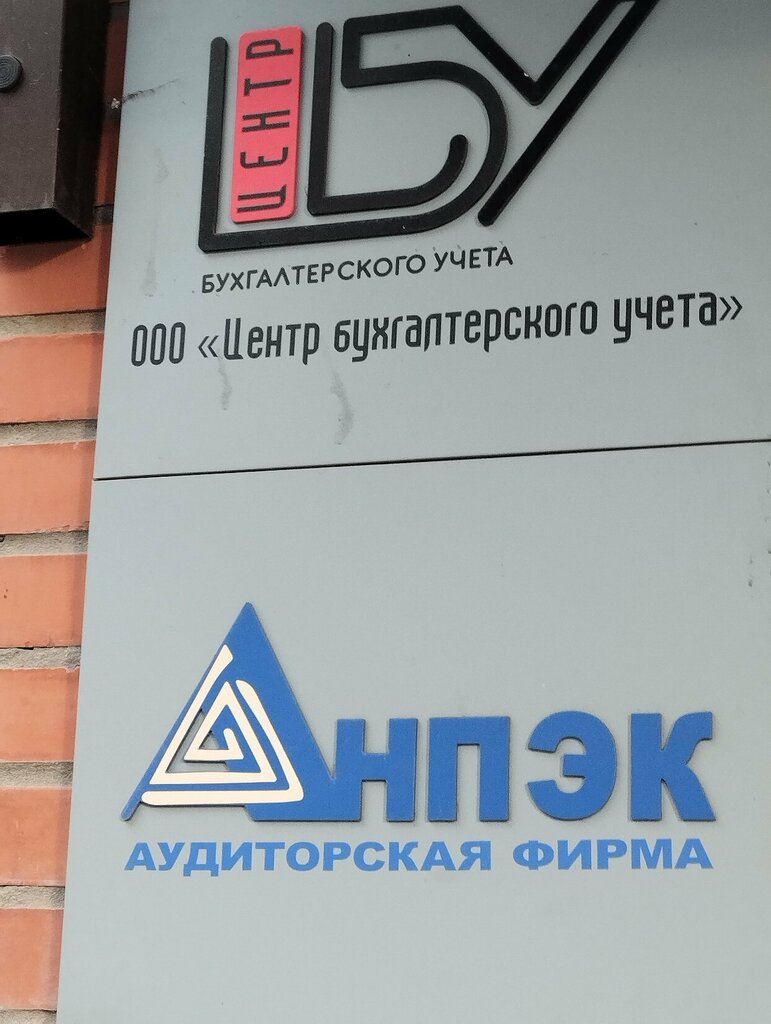 ЦБУ
ЦЕНТР
БУХГАЛТЕРСКОГО УЧЕТА
ООО «Центр бухгалтерского учета»
АНПЭК
АУДИТОРСКАЯ ФИРМА